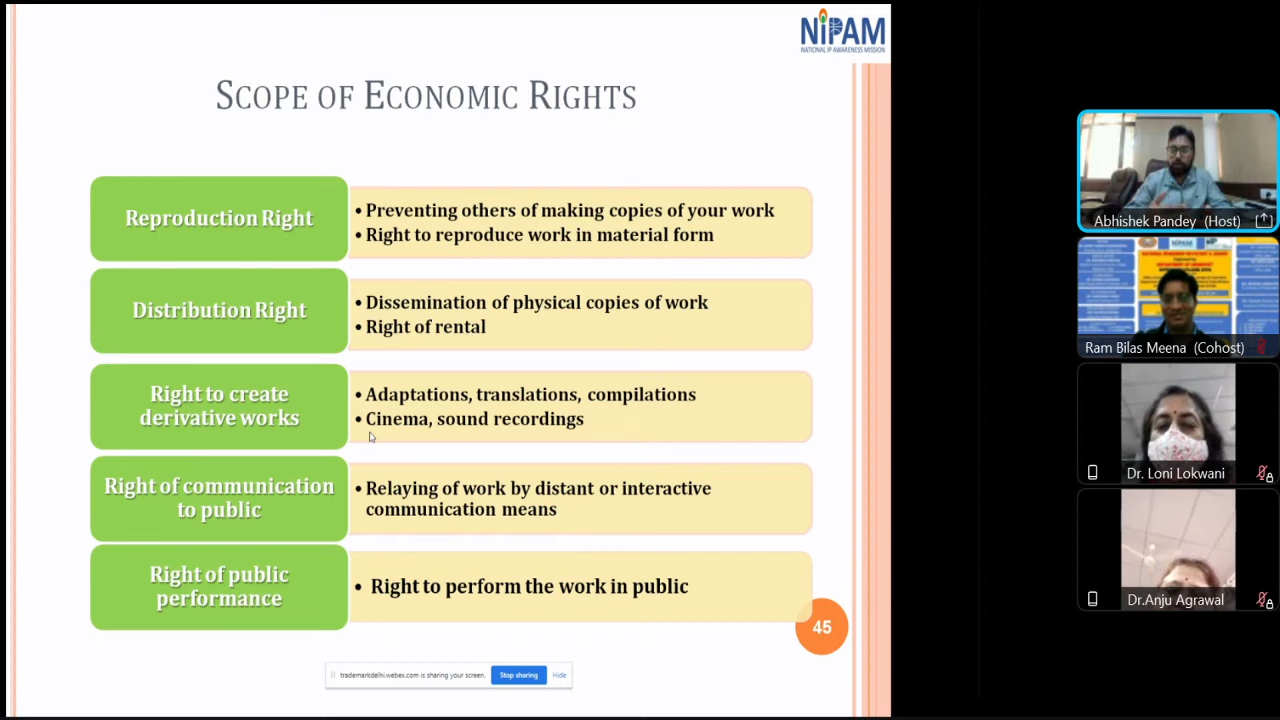 NIPAM
NATIONAL IP AWARENESS MISSION
SCOPE OF ECONOMIC RIGHTS
Reproduction Right
• Preventing others of making copies of your work
• Right to reproduce work in material form
Distribution Right
• Dissemination of physical copies of work
• Right of rental
Right to create
derivative works
• Adaptations, translations, compilations
• Cinema, sound recordings
Right of communication
to public
• Relaying of work by distant or interactive
communication means
Right of public
performance
• Right to perform the work in public
45
trademarkdelhi.webex.com is sharing your screen.
Stop sharing
Hide
Abhishek Pandey (Host)
NIPAM
Ram Bilas Meena (Cohost)
Dr. Loni Lokwani
Dr.Anju Agrawal